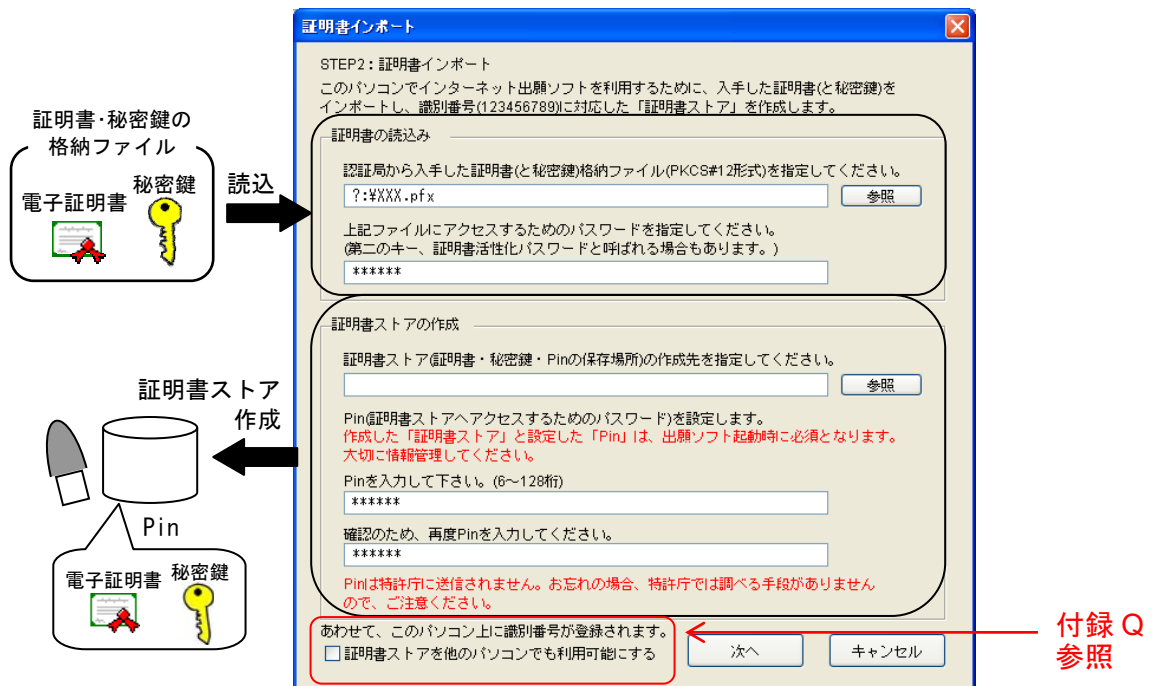 証明書インポート
STEP2：証明書インポート
このパソコンでインターネット出願ソフトを利用するために、入手した証明書(と秘密鍵)を
インポートし、識別番号(123456789)に対応した「証明書ストア」を作成します。
証明書・秘密鍵の
格納ファイル
電子証明書
秘密鍵
読込
証明書の読込み
認証局から入手した証明書(と秘密鍵)格納ファイル(PKCS#12形式)を指定してください。
?:¥XXX.pfx
参照
上記ファイルにアクセスするためのパスワードを指定してください。
(第二のキー、証明書活性化パスワードと呼ばれる場合もあります。)
******
証明書ストアの作成
証明書ストア(証明書・秘密鍵・Pinの保存場所)の作成先を指定してください。
参照
証明書ストア
作成
Pin(証明書ストアへアクセスするためのパスワード)を設定します。
作成した「証明書ストア」と設定した「Pin」は、出願ソフト起動時に必須となります。
大切に情報管理してください。
Pinを入力して下さい。(6～128桁)
******
確認のため、再度Pinを入力してください。
******
Pinは特許庁に送信されません。お忘れの場合、特許庁では調べる手段がありません
ので、ご注意ください。
Pin
電子証明書
秘密鍵
あわせて、このパソコン上に識別番号が登録されます。
証明書ストアを他のパソコンでも利用可能にする
次へ
キャンセル
付録 Q
参照